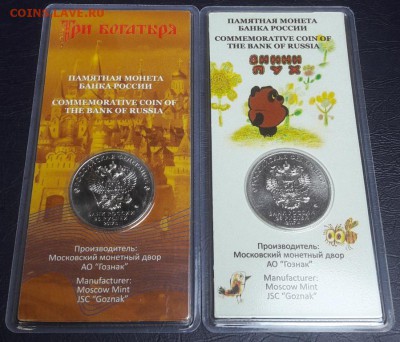 COINS.LAVE.RU
Три богатыря
ПАМЯТНАЯ МОНЕТА
БАНКА РОССИИ
COMMEMORATIVE COIN OF
THE BANK OF RUSSIA
Производитель:
Московский монетный двор
АО "Гознак"
Manufacturer:
Moscow Mint
JSC "Goznak"
ПАМЯТНАЯ МОНЕТА
БАНКА РОССИИ
COMMEMORATIVE COIN OF
THE BANK OF RUSSIA
ВИННИ
ПУХ
Производитель:
Московский монетный двор
АО "Гознак"
Manufacturer:
Moscow Mint
JSC "Goznak"